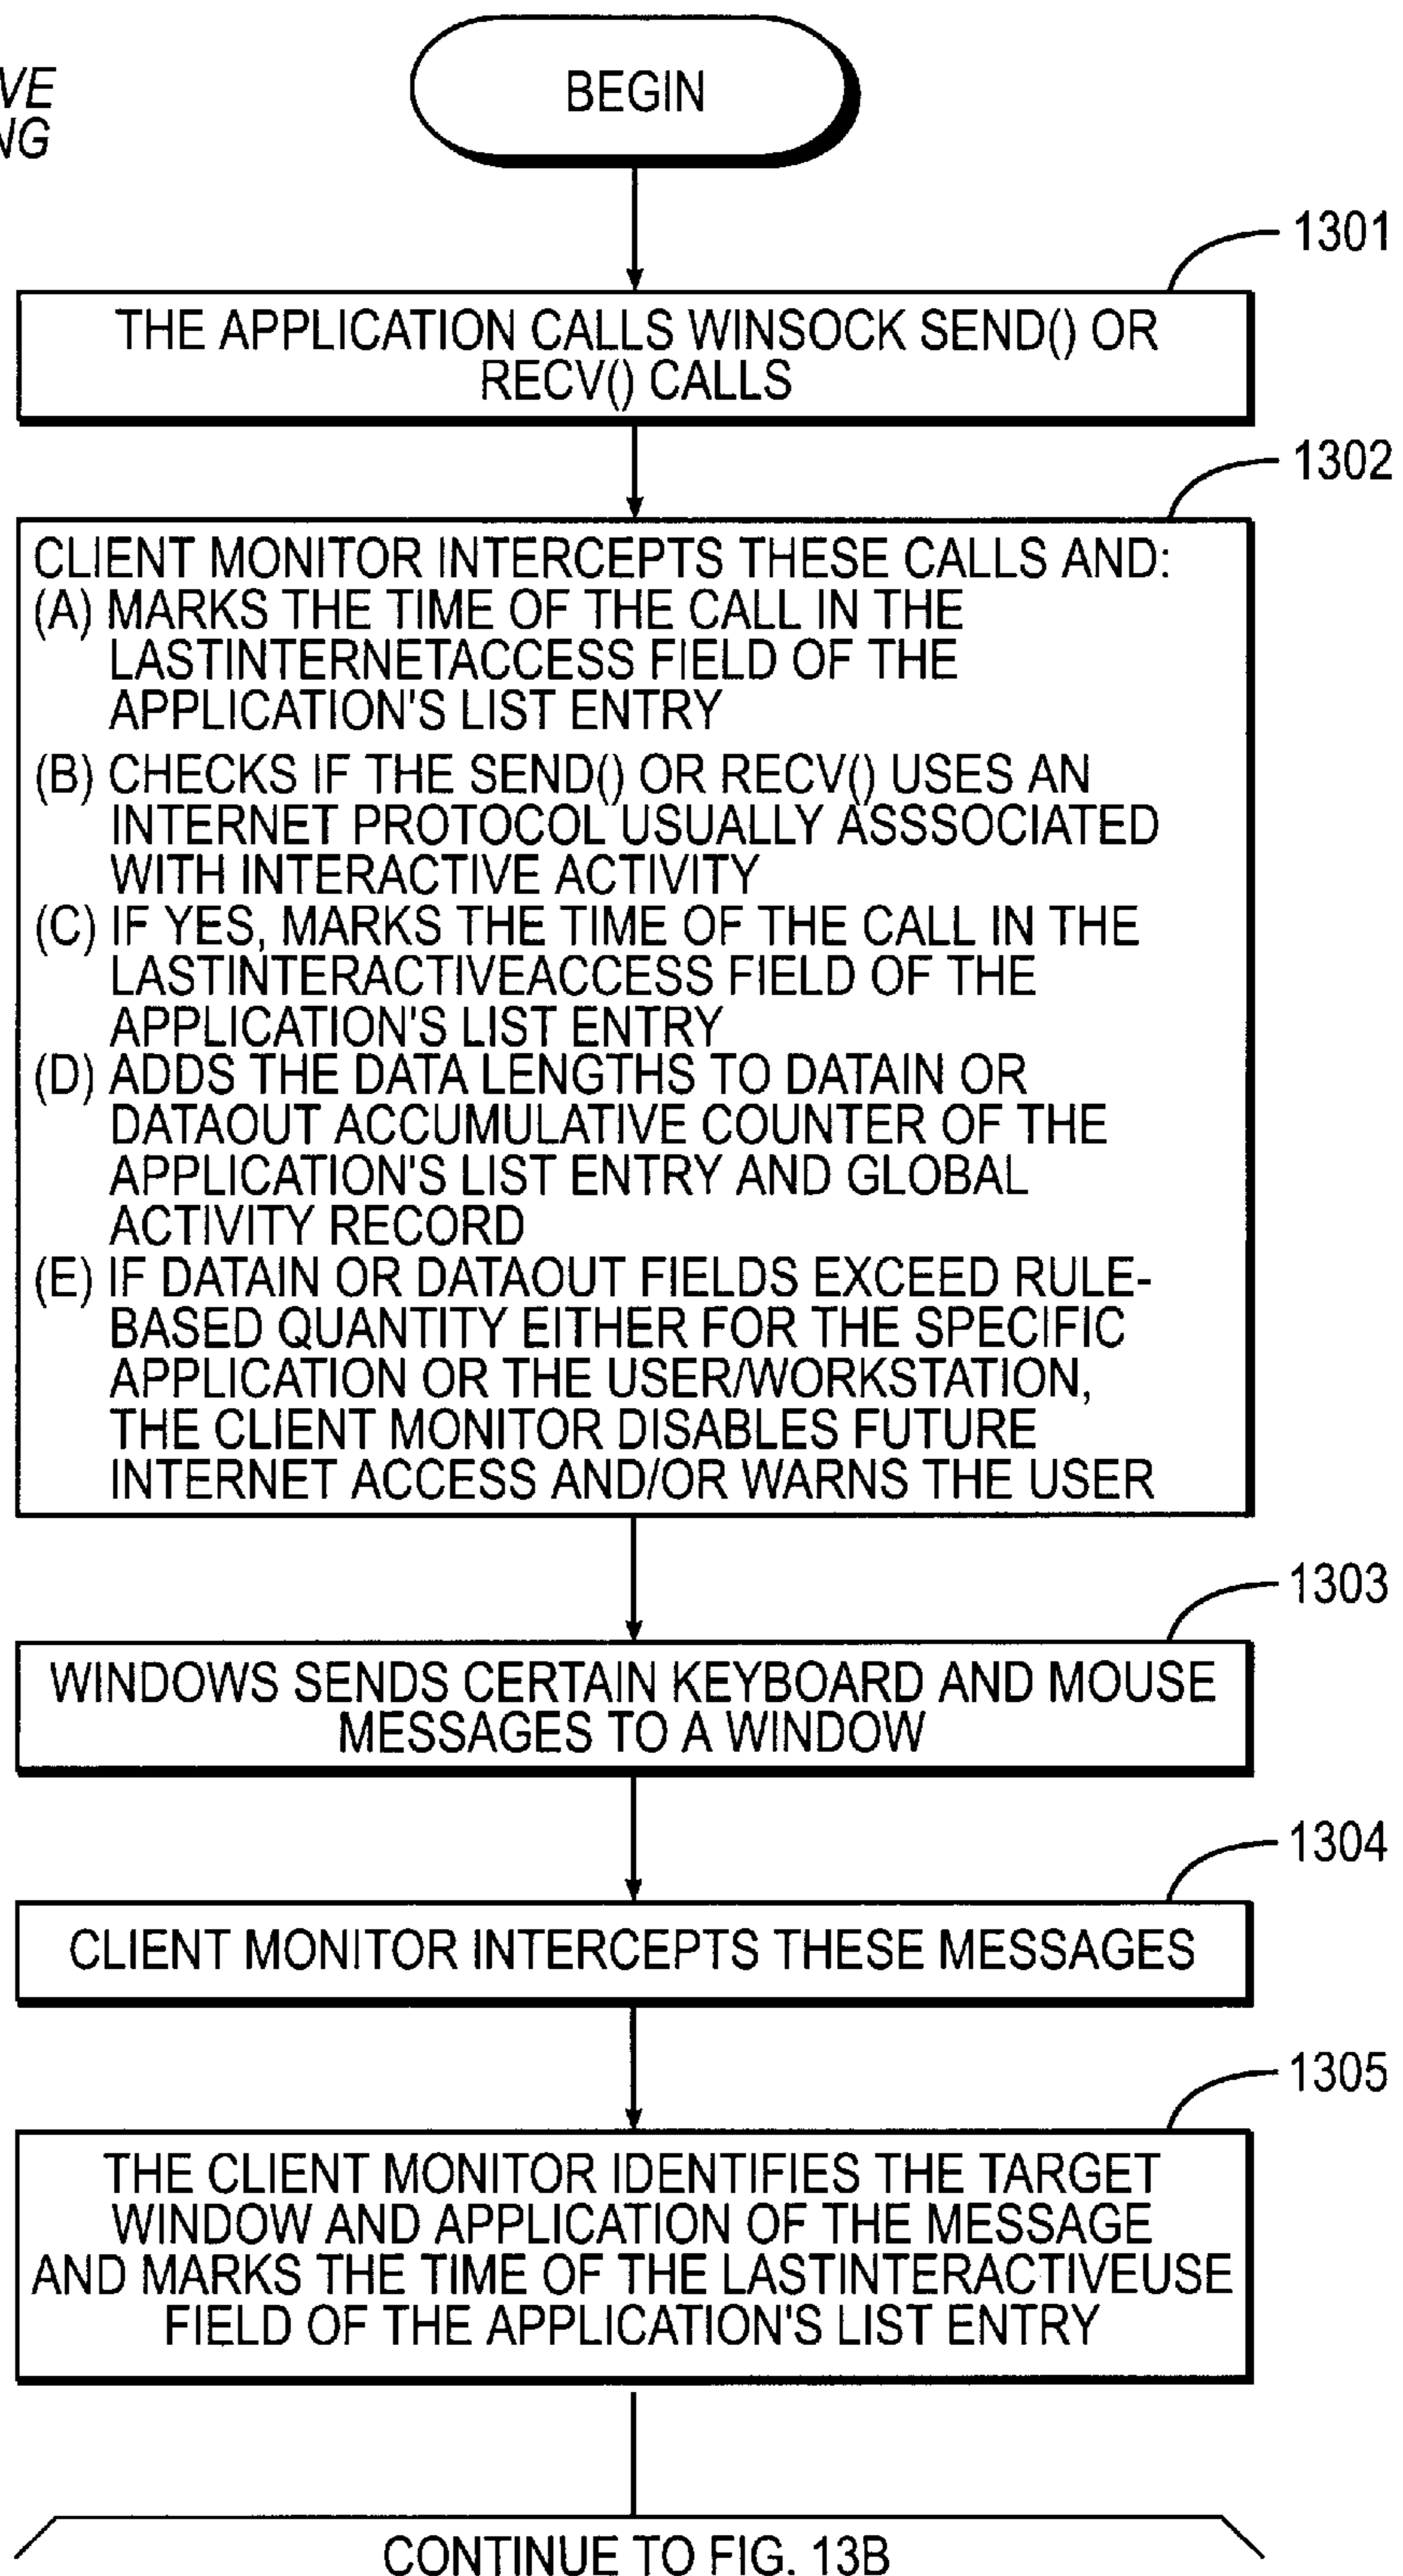 VE
NG
BEGIN
1301
THE APPLICATION CALLS WINSOCK SEND() OR
RECV() CALLS
1302
CLIENT MONITOR INTERCEPTS THESE CALLS AND:
(A) MARKS THE TIME OF THE CALL IN THE
LASTINTERNETACCESS FIELD OF THE
APPLICATION'S LIST ENTRY
(B) CHECKS IF THE SEND() OR RECV() USES AN
INTERNET PROTOCOL USUALLY ASSSOCIATED
WITH INTERACTIVE ACTIVITY
(C) IF YES, MARKS THE TIME OF THE CALL IN THE
LASTINTERACTIVEACCESS FIELD OF THE
APPLICATION'S LIST ENTRY
(D) ADDS THE DATA LENGTHS TO DATAIN OR
DATAOUT ACCUMULATIVE COUNTER OF THE
APPLICATION'S LIST ENTRY AND GLOBAL
ACTIVITY RECORD
(E) IF DATAIN OR DATAOUT FIELDS EXCEED RULE-
BASED QUANTITY EITHER FOR THE SPECIFIC
APPLICATION OR THE USER/WORKSTATION,
THE CLIENT MONITOR DISABLES FUTURE
INTERNET ACCESS AND/OR WARNS THE USER
1303
WINDOWS SENDS CERTAIN KEYBOARD AND MOUSE
MESSAGES TO A WINDOW
1304
CLIENT MONITOR INTERCEPTS THESE MESSAGES
1305
THE CLIENT MONITOR IDENTIFIES THE TARGET
WINDOW AND APPLICATION OF THE MESSAGE
AND MARKS THE TIME OF THE LASTINTERACTIVEUSE
FIELD OF THE APPLICATION'S LIST ENTRY
CONTINUE TO FIG. 13B